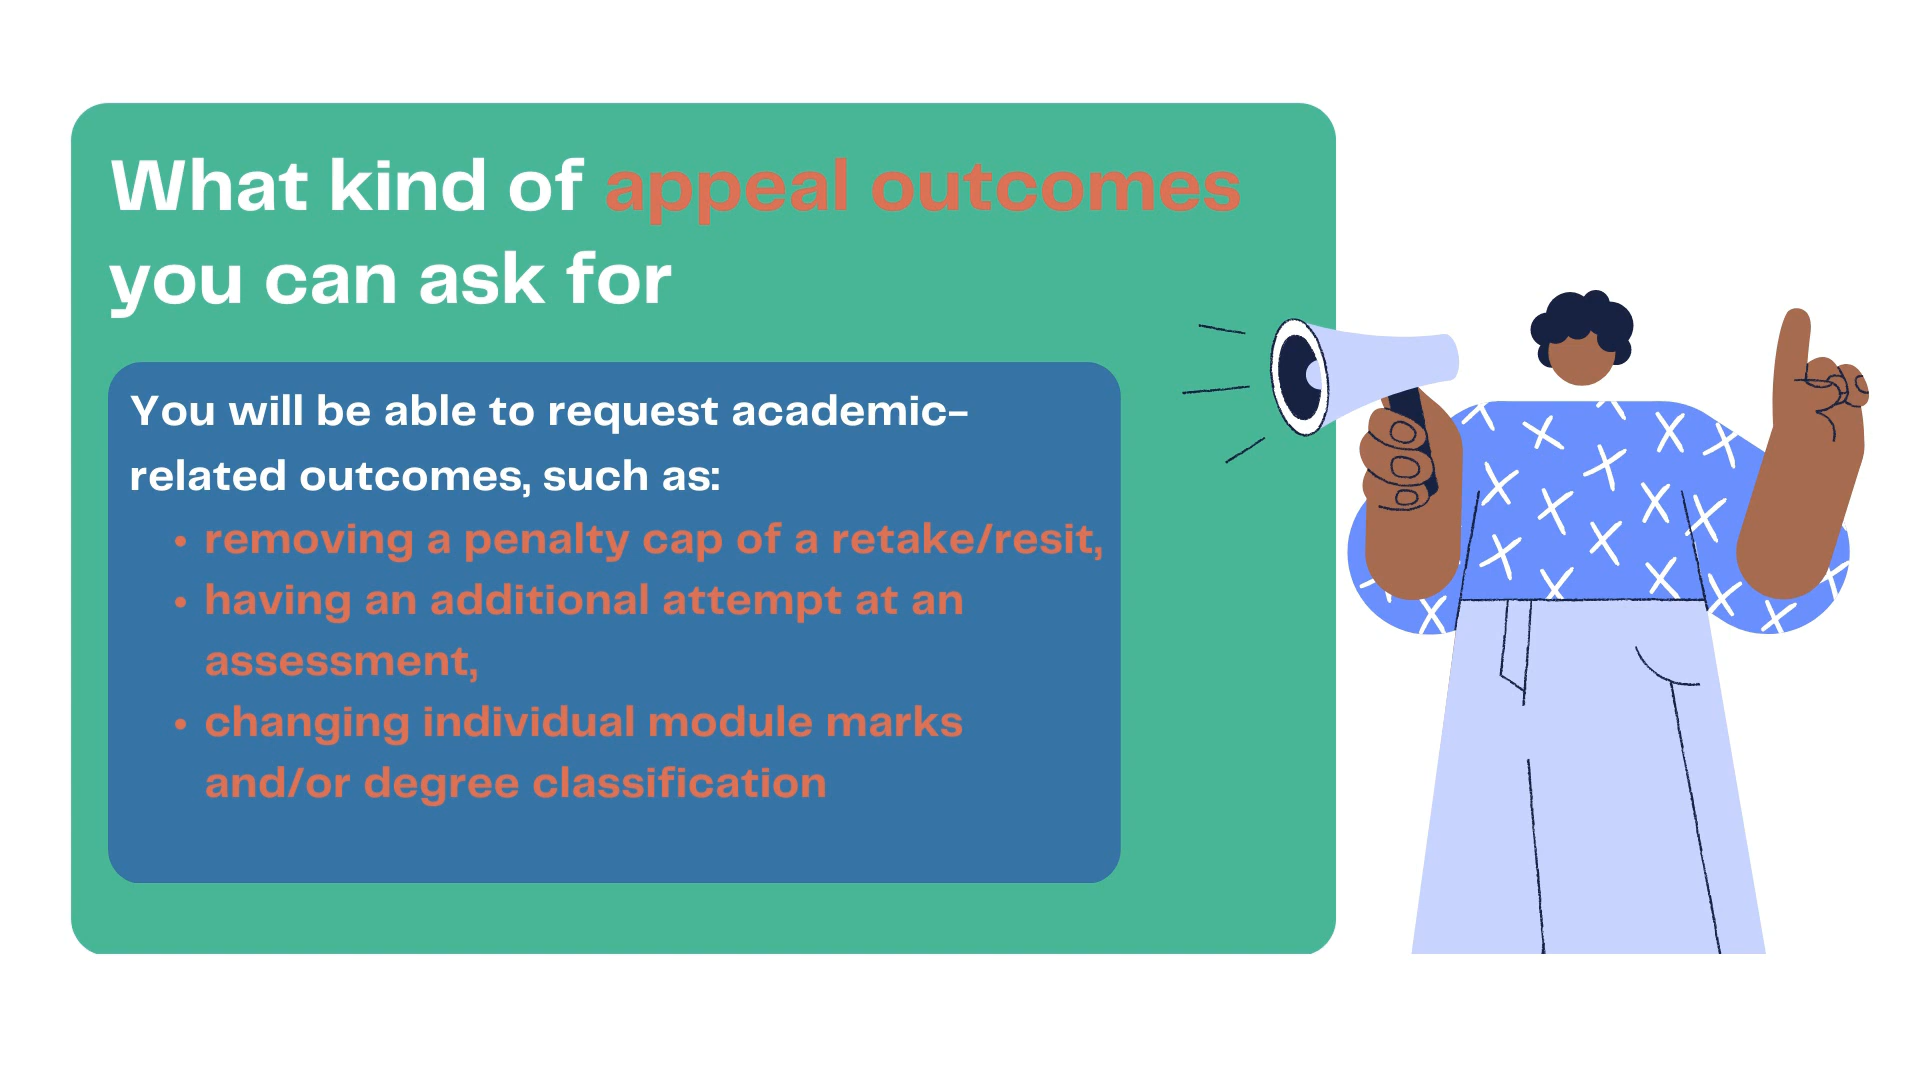 What kind of appeal outcomes
you can ask for
You will be able to request academic-
related outcomes, such as:
• removing a penalty cap of a retake/resit,
• having an additional attempt at an
assessment,
• changing individual module marks
and/or degree classification